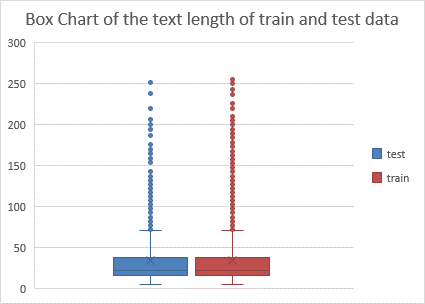 Box Chart of the text length of train and test data
300
250
200
150
100
50
0
test
train